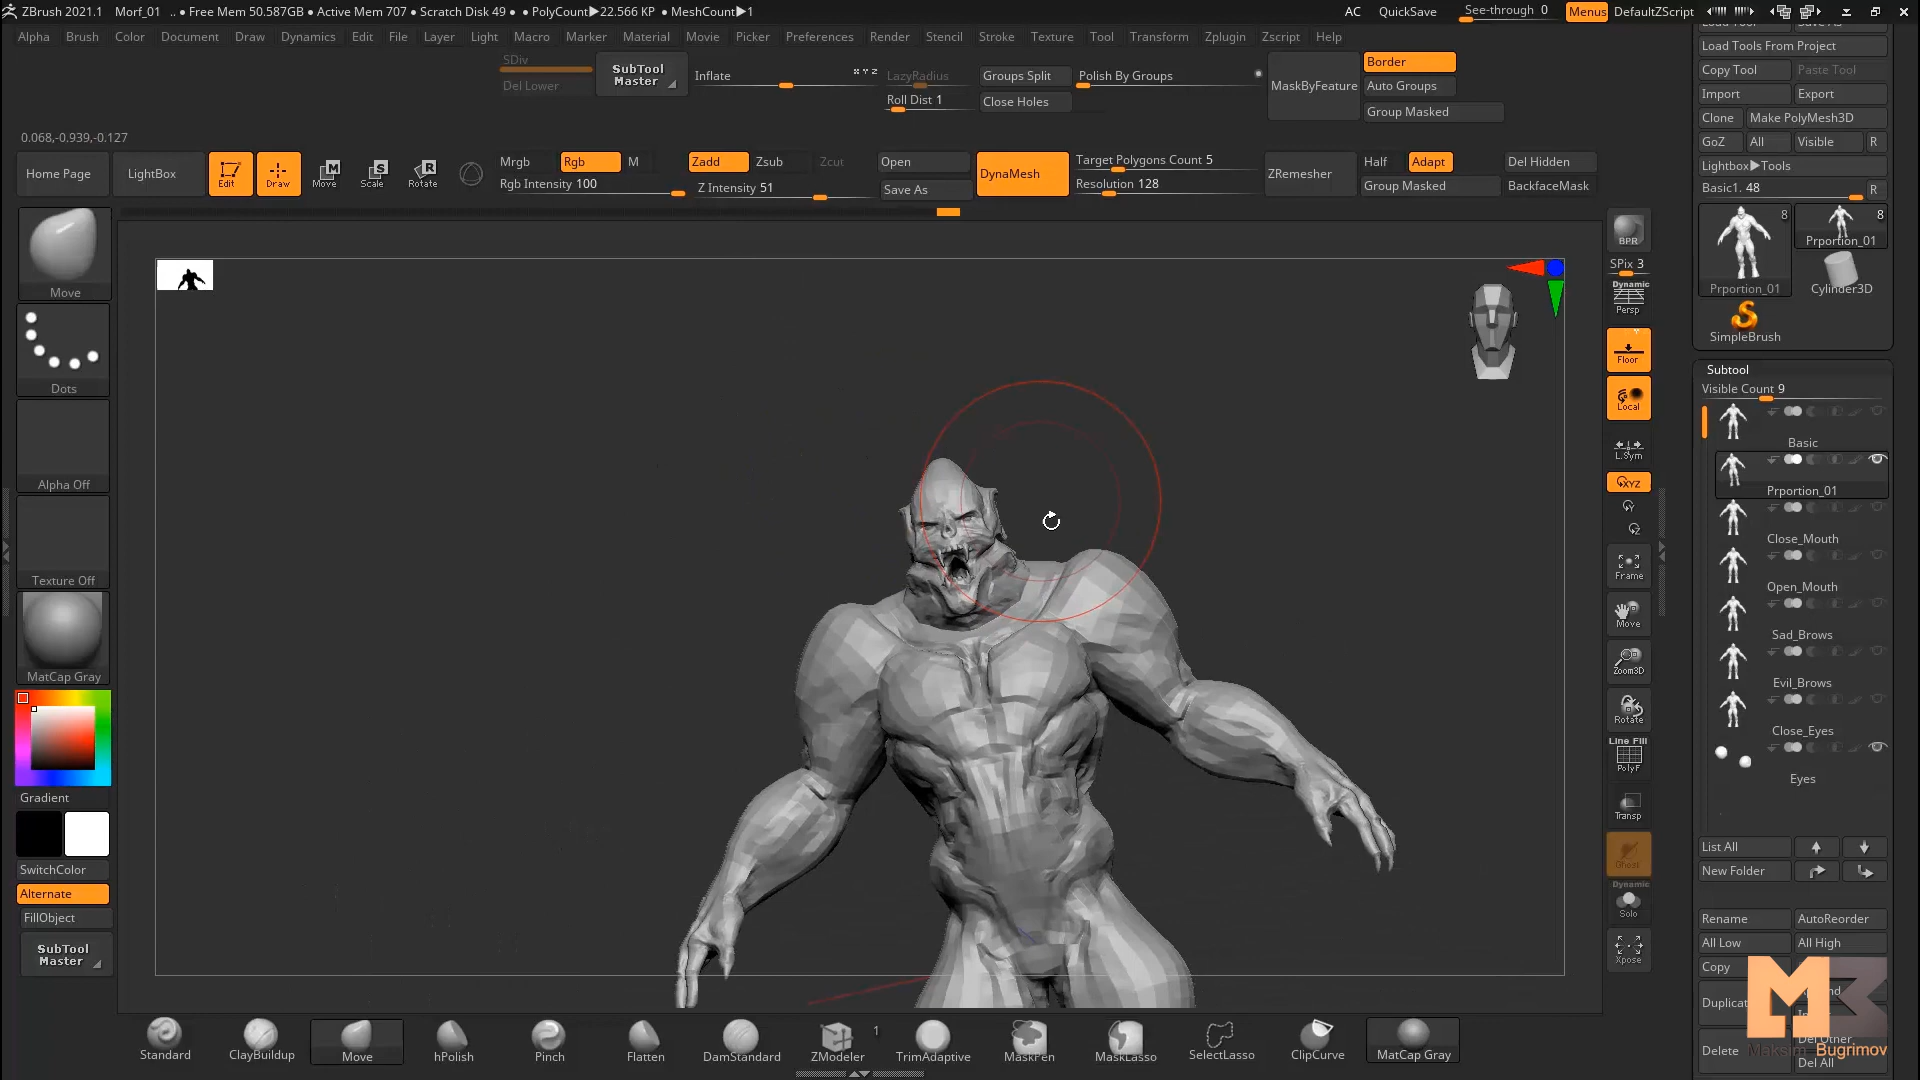 ZBrush 2021.1 Morf_01 .. • Free Mem 50.587GB • Active Mem 707 • Scratch Disk 49 • • PolyCount▶22.566 KP • MeshCount▶1 AC QuickSave See-through 0 Menus DefaultZScript
Alpha Brush Color Document Draw Dynamics Edit File Layer Light Macro Marker Material Movie Picker Preferences Render Stencil Stroke Texture Tool Transform Zplugin Zscript Help
Load Tools From Project
Copy Tool Paste Tool
Import Export
Clone Make PolyMesh3D
GoZ All Visible R
Lightbox▶Tools
Basic1. 48 R
SDiv
Del Lower
SubTool
Master
Inflate
X Y Z
LazyRadius
Roll Dist 1
Groups Split
Close Holes
Polish By Groups
MaskByFeature
Border
Auto Groups
Group Masked
0.068,-0.939,-0.127
Home Page
LightBox
Edit
Draw
Move
Scale
Rotate
Mrgb Rgb M
Rgb Intensity 100
Zadd Zsub Zcut
Z Intensity 51
Open
Save As
DynaMesh
Target Polygons Count 5
Resolution 128
ZRemesher
Half Adapt
Group Masked
Del Hidden
BackfaceMask
Move
Dots
Alpha Off
Texture Off
MatCap Gray
Gradient
SwitchColor
Alternate
FillObject
SubTool
Master
BPR
SPix 3
Dynamic
Persp
Floor
Local
L.Sym
XYZ
Frame
Move
Zoom3D
Rotate
Line Fill
PolyF
Transp
Ghost
Dynamic
Solo
Xpose
8
Prportion_01
8
Prportion_01
Cylinder3D
SimpleBrush
Subtool
Visible Count 9
Basic
Prportion_01
Close_Mouth
Open_Mouth
Sad_Brows
Evil_Brows
Close_Eyes
Eyes
List All
New Folder
Rename AutoReorder
All Low All High
Copy
Duplicat
Delete
Del Other
Del All
M3
Maksim Bugrimov
Standard
ClayBuildup
Move
hPolish
Pinch
Flatten
DamStandard
1
ZModeler
TrimAdaptive
MaskPen
MaskLasso
SelectLasso
ClipCurve
MatCap Gray